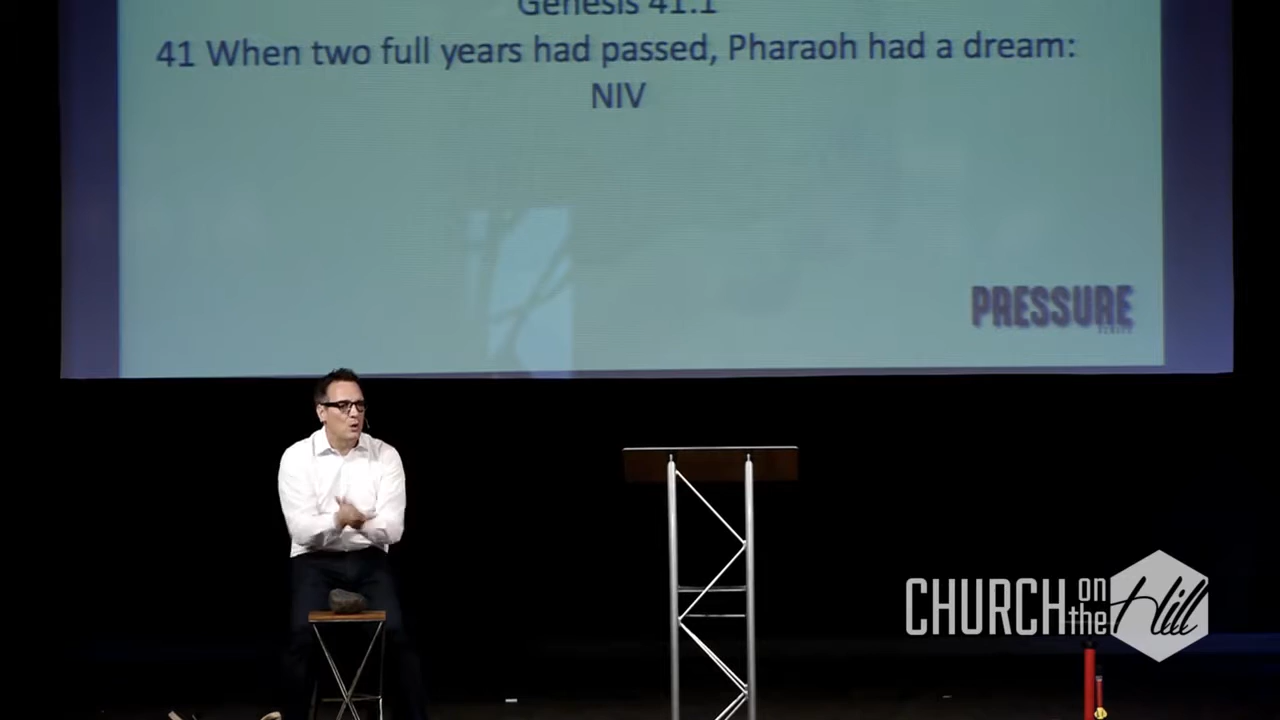 Genesis 41:1
41 When two full years had passed, Pharaoh had a dream:
NIV
PRESSURE
SERIES
CHURCH on the Hill